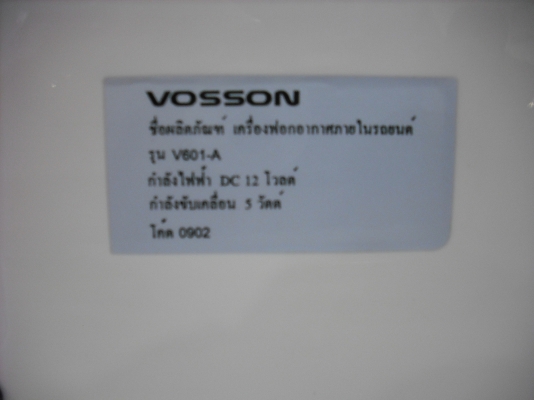 VOSSON
ชื่อผลิตภัณฑ์ เครื่องฟอกอากาศภายในรถยนต์
รุ่น V601-A
กำลังไฟฟ้า DC 12 โวลต์
กำลังขับเคลื่อน 5 วัตต์
โค้ด 0902